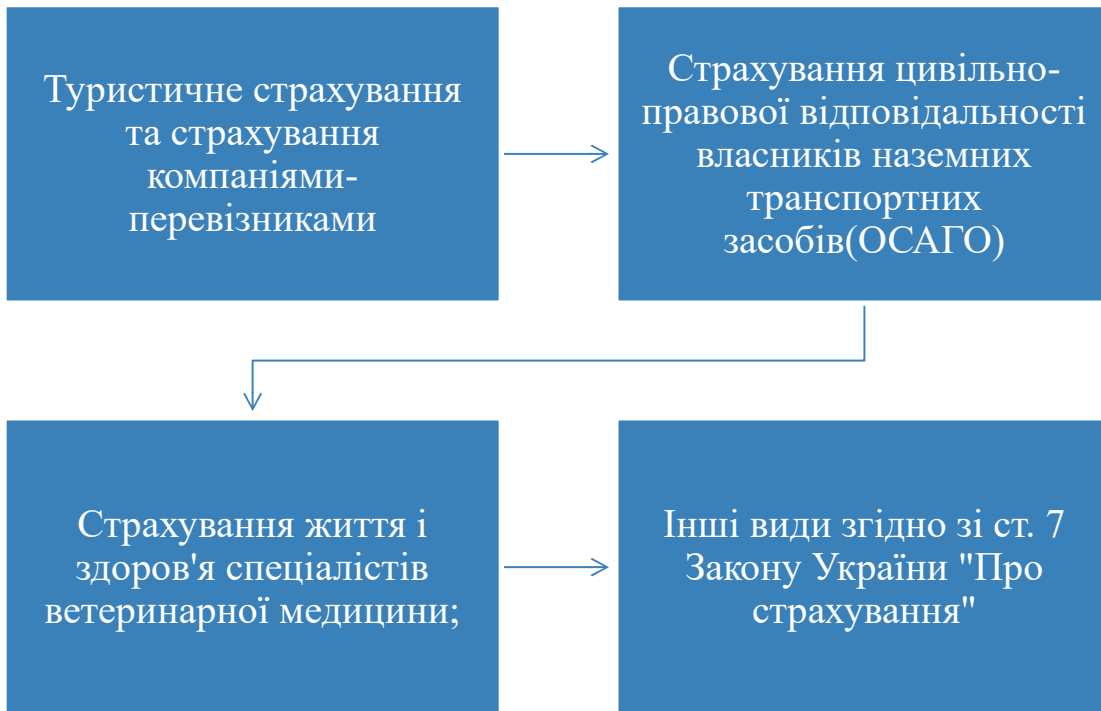 Туристичне страхування
та страхування
компаніями-
перевізниками
Страхування цивільно-
правової відповідальності
власників наземних
транспортних
засобів(ОСАГО)
Страхування життя і
здоров'я спеціалістів
ветеринарної медицини;
Інші види згідно зі ст. 7
Закону України "Про
страхування"